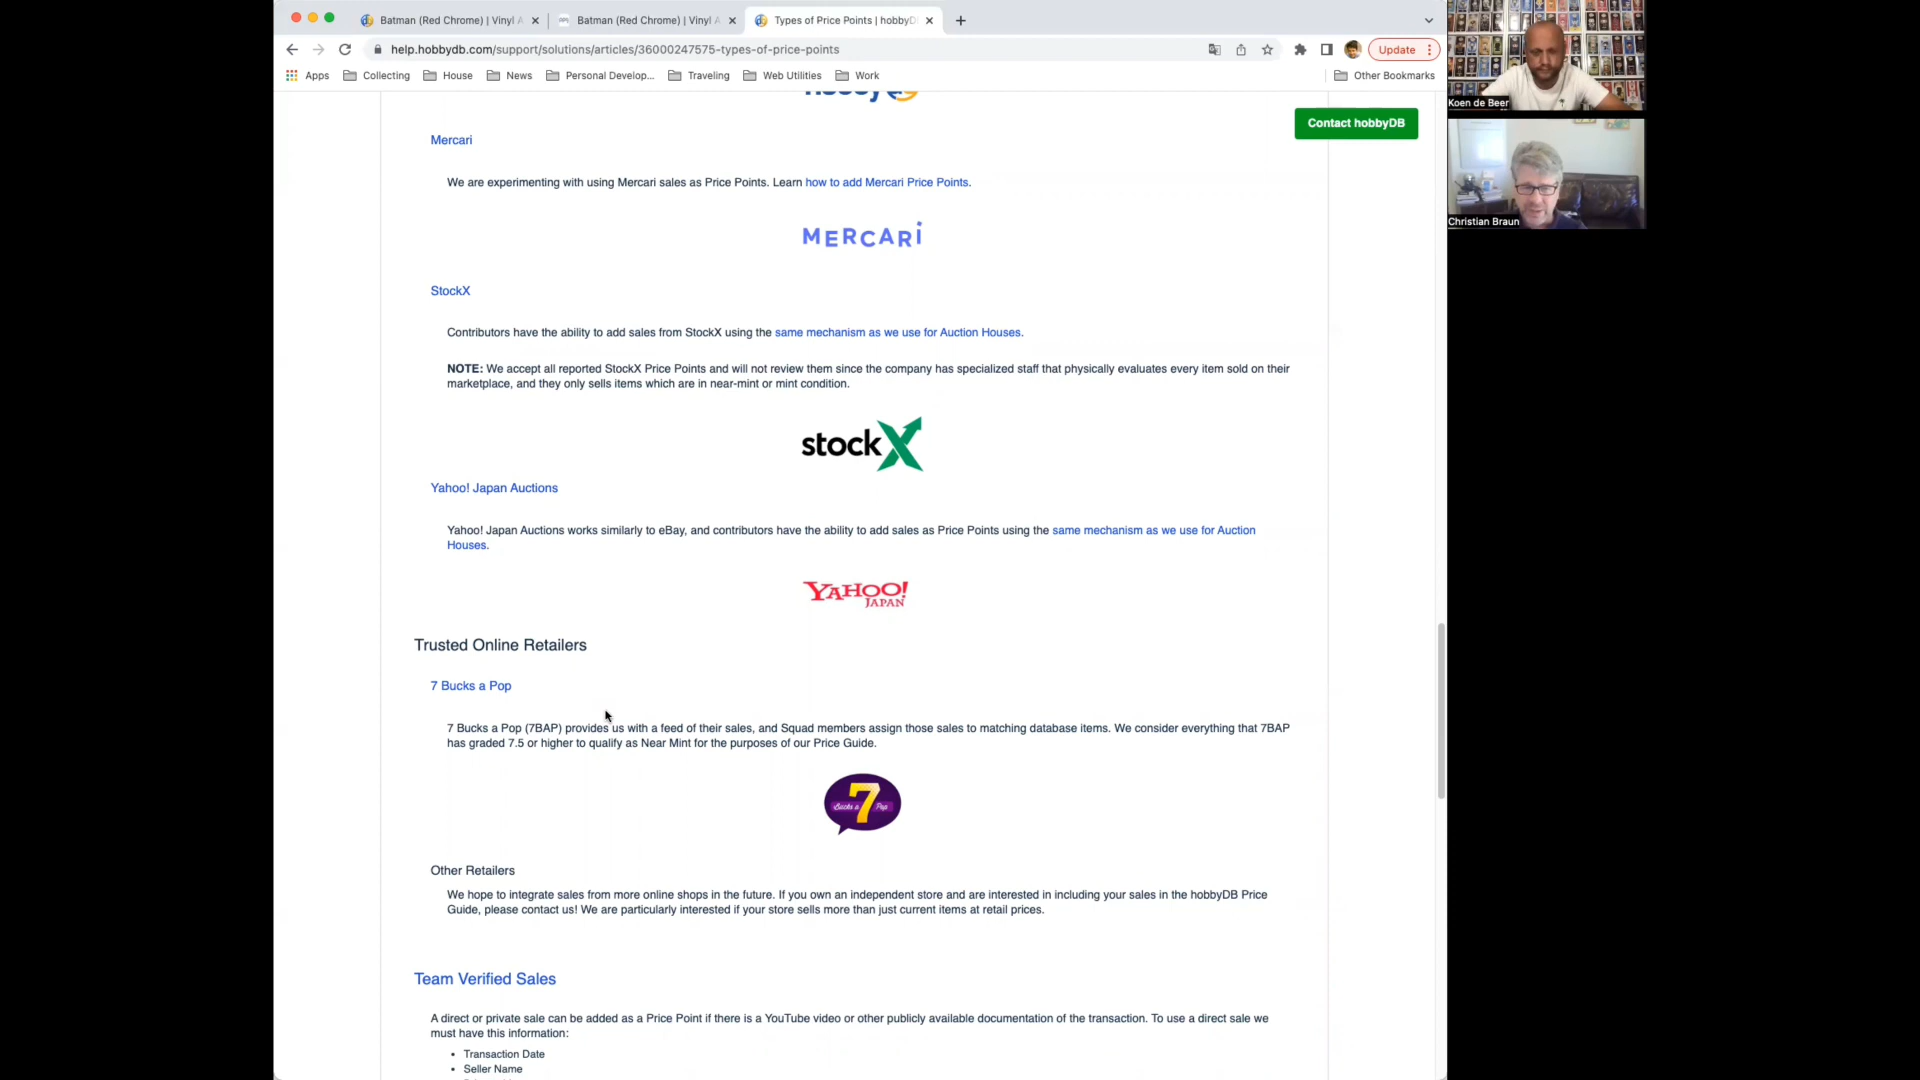 Batman (Red Chrome) | Vinyl A
Batman (Red Chrome) | Vinyl A
Types of Price Points | hobbyD
help.hobbydb.com/support/solutions/articles/36000247575-types-of-price-points
Update
Apps
Collecting
House
News
Personal Develop...
Traveling
Web Utilities
Work
Other Bookmarks
Koen de Beer
Christian Braun
Contact hobbyDB
Mercari
We are experimenting with using Mercari sales as Price Points. Learn how to add Mercari Price Points.
MERCARI
StockX
Contributors have the ability to add sales from StockX using the same mechanism as we use for Auction Houses.
NOTE: We accept all reported StockX Price Points and will not review them since the company has specialized staff that physically evaluates every item sold on their
marketplace, and they only sells items which are in near-mint or mint condition.
stockX
Yahoo! Japan Auctions
Yahoo! Japan Auctions works similarly to eBay, and contributors have the ability to add sales as Price Points using the same mechanism as we use for Auction
Houses.
YAHOO!
JAPAN
Trusted Online Retailers
7 Bucks a Pop
7 Bucks a Pop (7BAP) provides us with a feed of their sales, and Squad members assign those sales to matching database items. We consider everything that 7BAP
has graded 7.5 or higher to qualify as Near Mint for the purposes of our Price Guide.
Bucks a 7 Pop
Other Retailers
We hope to integrate sales from more online shops in the future. If you own an independent store and are interested in including your sales in the hobbyDB Price
Guide, please contact us! We are particularly interested if your store sells more than just current items at retail prices.
Team Verified Sales
A direct or private sale can be added as a Price Point if there is a YouTube video or other publicly available documentation of the transaction. To use a direct sale we
must have this information:
• Transaction Date
• Seller Name